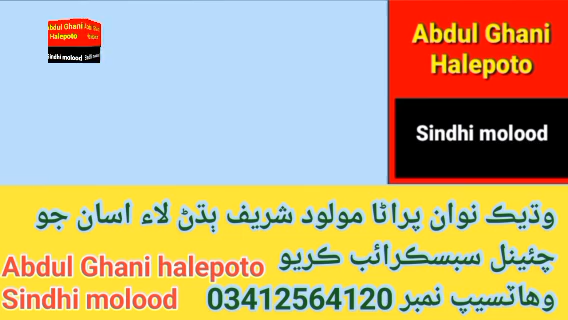 Abdul Ghani
Halepoto
Sindhi molood
Abdul Ghani
Halepoto
Sindhi molood
وڌيڪ نوان پراڻا مولود شريف ٻڌڻ لاءِ اسان جو
چئينل سبسڪرائب ڪريو
Abdul Ghani halepoto
Sindhi molood
وھاٽسيپ نمبر 03412564120